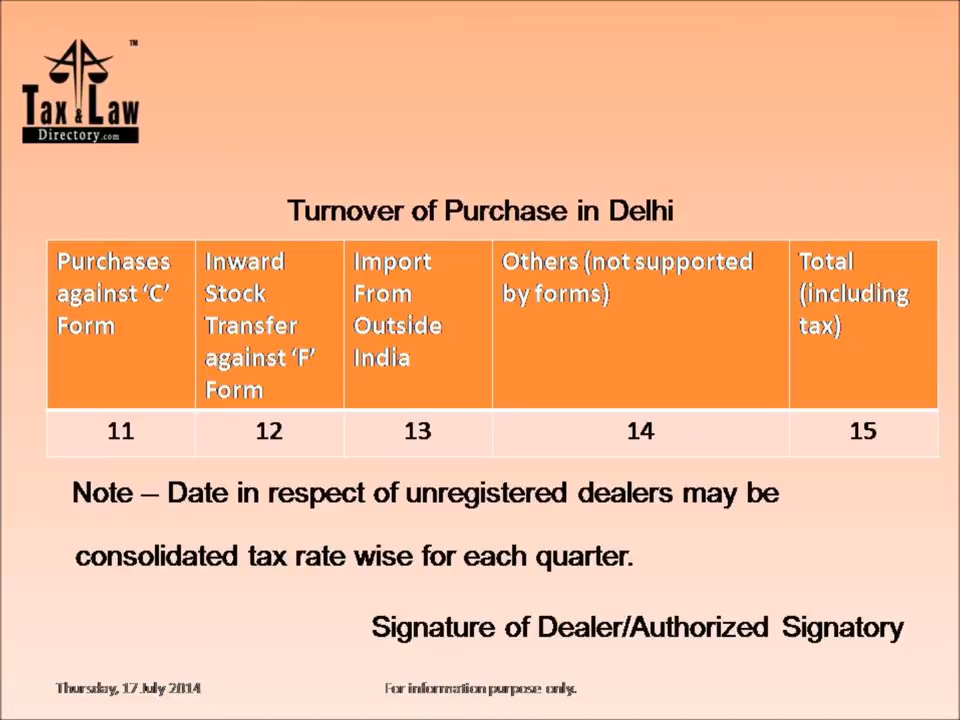 TM
Tax & Law
Directory.com
Turnover of Purchase in Delhi
Purchases against 'C' Form
Inward Stock Transfer against 'F' Form
Import From Outside India
Others (not supported by forms)
Total (including tax)
11 12 13 14 15
Note – Date in respect of unregistered dealers may be
consolidated tax rate wise for each quarter.
Signature of Dealer/Authorized Signatory
Thursday, 17 July 2014 For information purpose only.